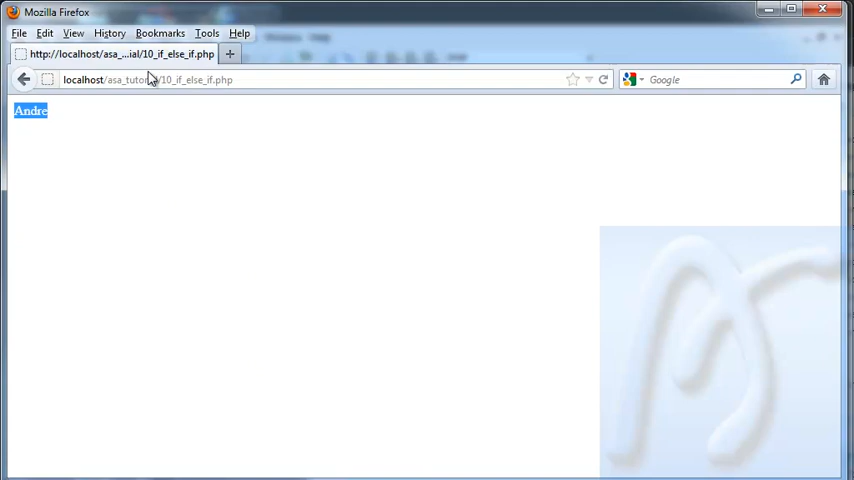 Mozilla Firefox
File Edit View History Bookmarks Tools Help
http://localhost/asa_...ial/10_if_else_if.php
localhost/asa_tutorial/10_if_else_if.php
Google
Andre